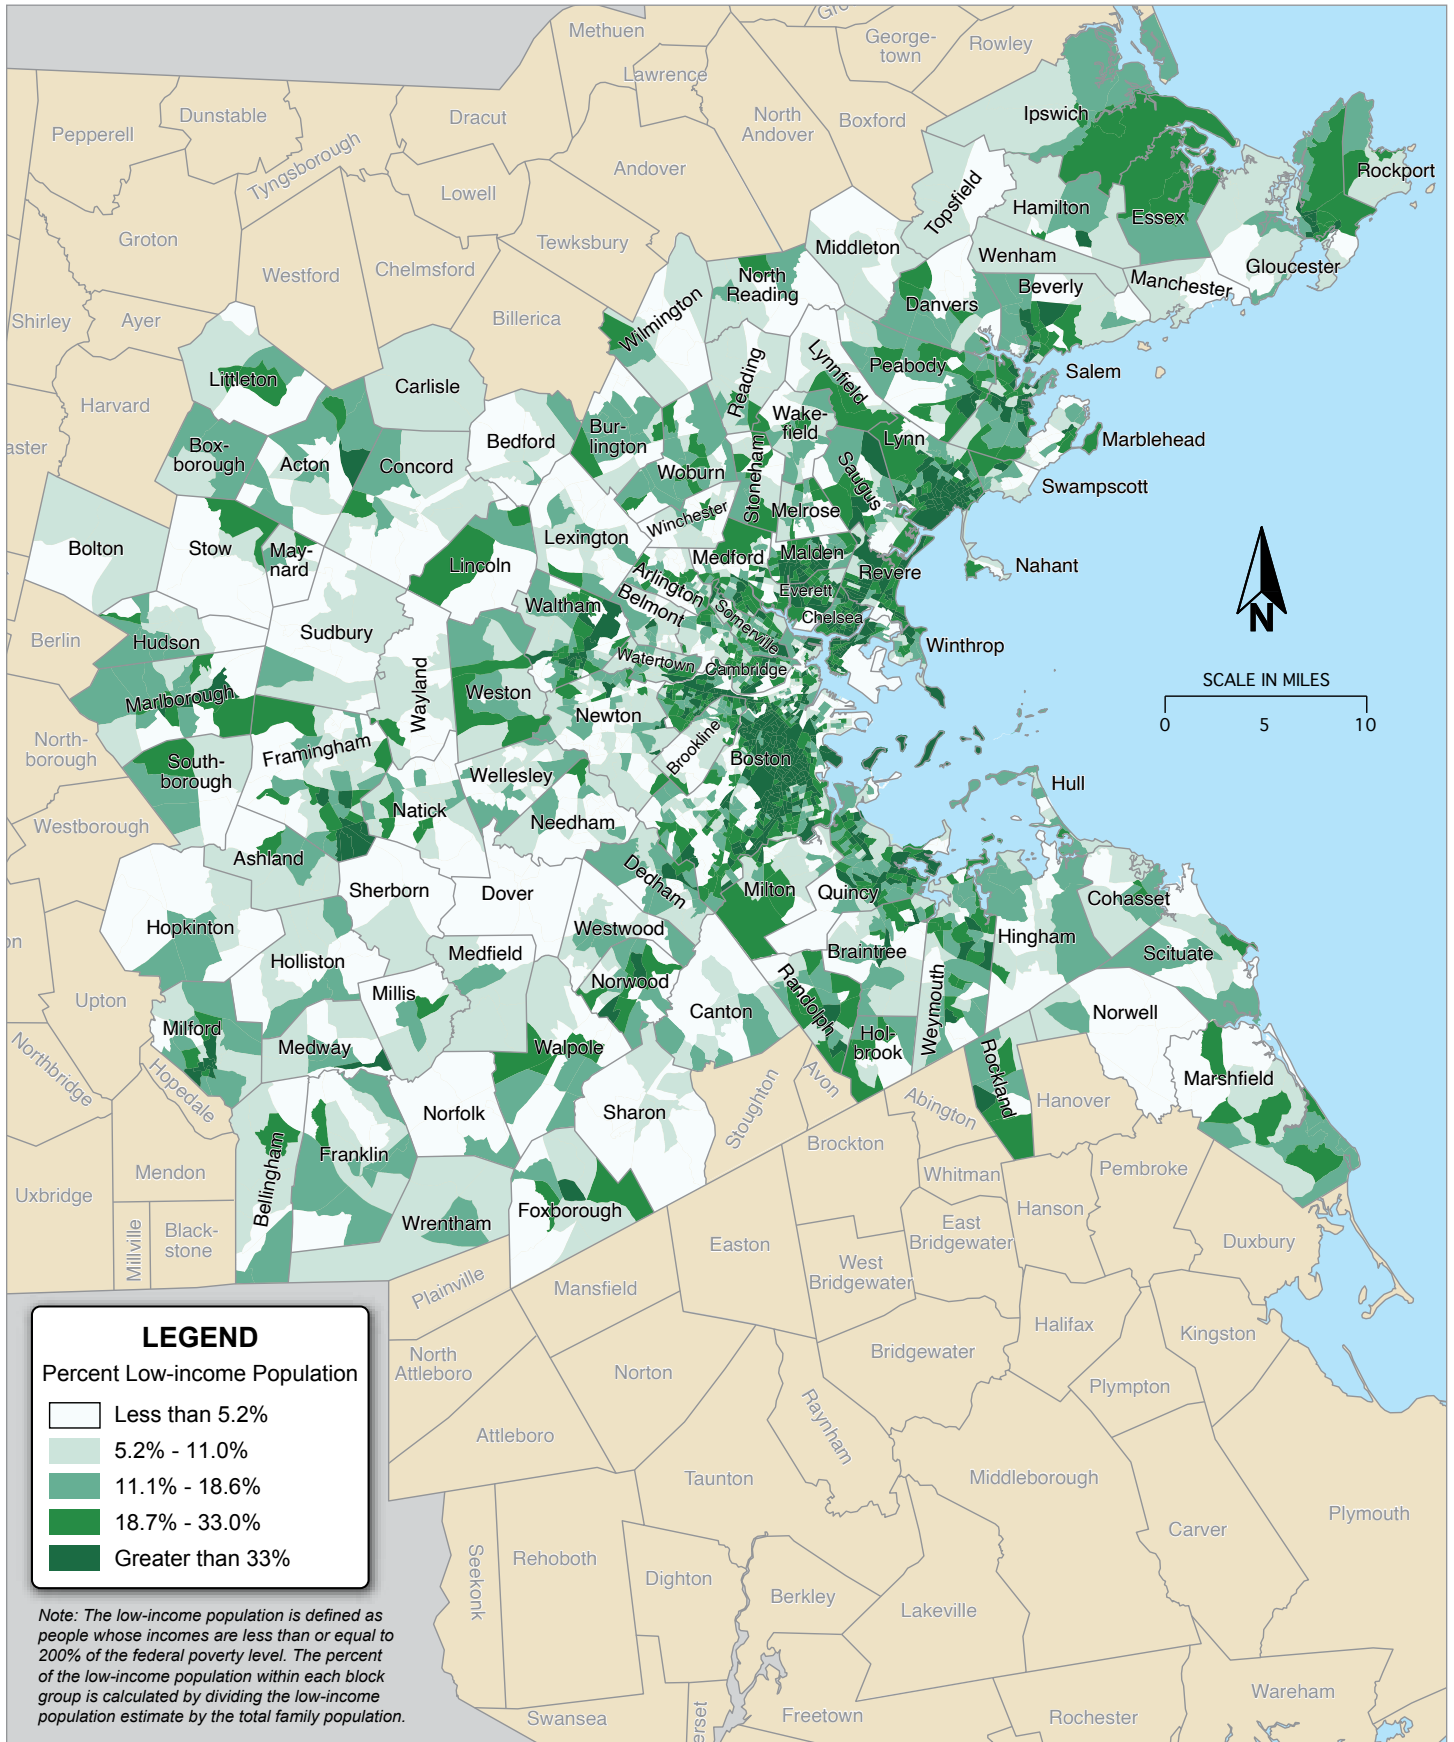 Methuen
George-
town
Rowley
Lawrence
Pepperell
Dunstable
Dracut
North
Andover
Boxford
Ipswich
Tyngsborough
Andover
Lowell
Topsfield
Rockport
Groton
Tewksbury
Hamilton
Essex
Westford
Chelmsford
Middleton
Wenham
Gloucester
Shirley
Ayer
Billerica
Wilmington
North
Reading
Danvers
Beverly
Manchester
Littleton
Carlisle
Reading
Lynnfield
Peabody
Salem
Harvard
Box-
borough
Acton
Concord
Bedford
Bur-
lington
Wake-
field
Lynn
Marblehead
aster
Woburn
Stoneham
Saugus
Swampscott
Bolton
Stow
May-
nard
Lincoln
Lexington
Winchester
Melrose
Medford
Malden
Revere
Nahant
Arlington
Everett
Belmont
Somerville
Chelsea
Berlin
Hudson
Sudbury
Waltham
Watertown
Cambridge
Winthrop
Marlborough
Wayland
Weston
Newton
SCALE IN MILES
0 5 10
North-
borough
South-
borough
Framingham
Wellesley
Brookline
Boston
Hull
Westborough
Natick
Needham
Ashland
Dedham
Sherborn
Dover
Milton
Quincy
Cohasset
Hopkinton
Westwood
Hingham
Scituate
on
Holliston
Medfield
Braintree
Upton
Millis
Norwood
Canton
Randolph
Weymouth
Norwell
Milford
Medway
Walpole
Hol-
brook
Northbridge
Hopedale
Norfolk
Sharon
Stoughton
Avon
Abington
Rockland
Hanover
Marshfield
Mendon
Bellingham
Franklin
Brockton
Whitman
Pembroke
Uxbridge
Millville
Black-
stone
Wrentham
Foxborough
Easton
West
Bridgewater
East
Bridgewater
Hanson
Duxbury
Plainville
Mansfield
Halifax
Kingston
North
Attleboro
Norton
Bridgewater
Plympton
Attleboro
Raynham
Taunton
Middleborough
Plymouth
Carver
Seekonk
Rehoboth
Dighton
Berkley
Lakeville
Swansea
erset
Freetown
Rochester
Wareham
N
LEGEND
Percent Low-income Population
Less than 5.2%
5.2% - 11.0%
11.1% - 18.6%
18.7% - 33.0%
Greater than 33%
Note: The low-income population is defined as
people whose incomes are less than or equal to
200% of the federal poverty level. The percent
of the low-income population within each block
group is calculated by dividing the low-income
population estimate by the total family population.